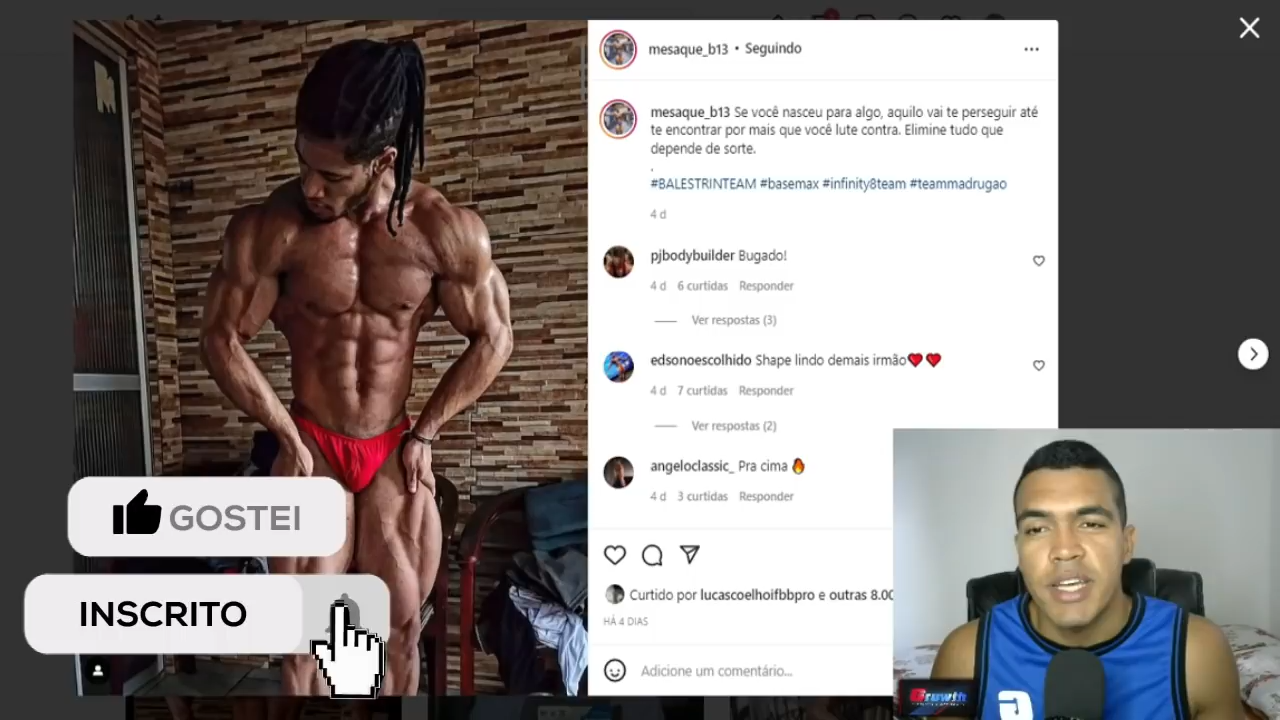 mesaque_b13 • Seguindo
mesaque_b13 Se você nasceu para algo, aquilo vai te perseguir até
te encontrar por mais que você lute contra. Elimine tudo que
depende de sorte.
.
#BALESTRINTEAM #basemax #infinity8team #teammadrugao
4 d
pjbodybuilder Bugado!
4 d 6 curtidas Responder
Ver respostas (3)
edsonoescolhido Shape lindo demais irmão❤❤
4 d 7 curtidas Responder
Ver respostas (2)
angeloclassic_ Pra cima 🔥
4 d 3 curtidas Responder
Curtido por lucascoelhoifbbpro e outras 8.00
HÁ 4 DIAS
Adicione um comentário...
GOSTEI
INSCRITO
Growth